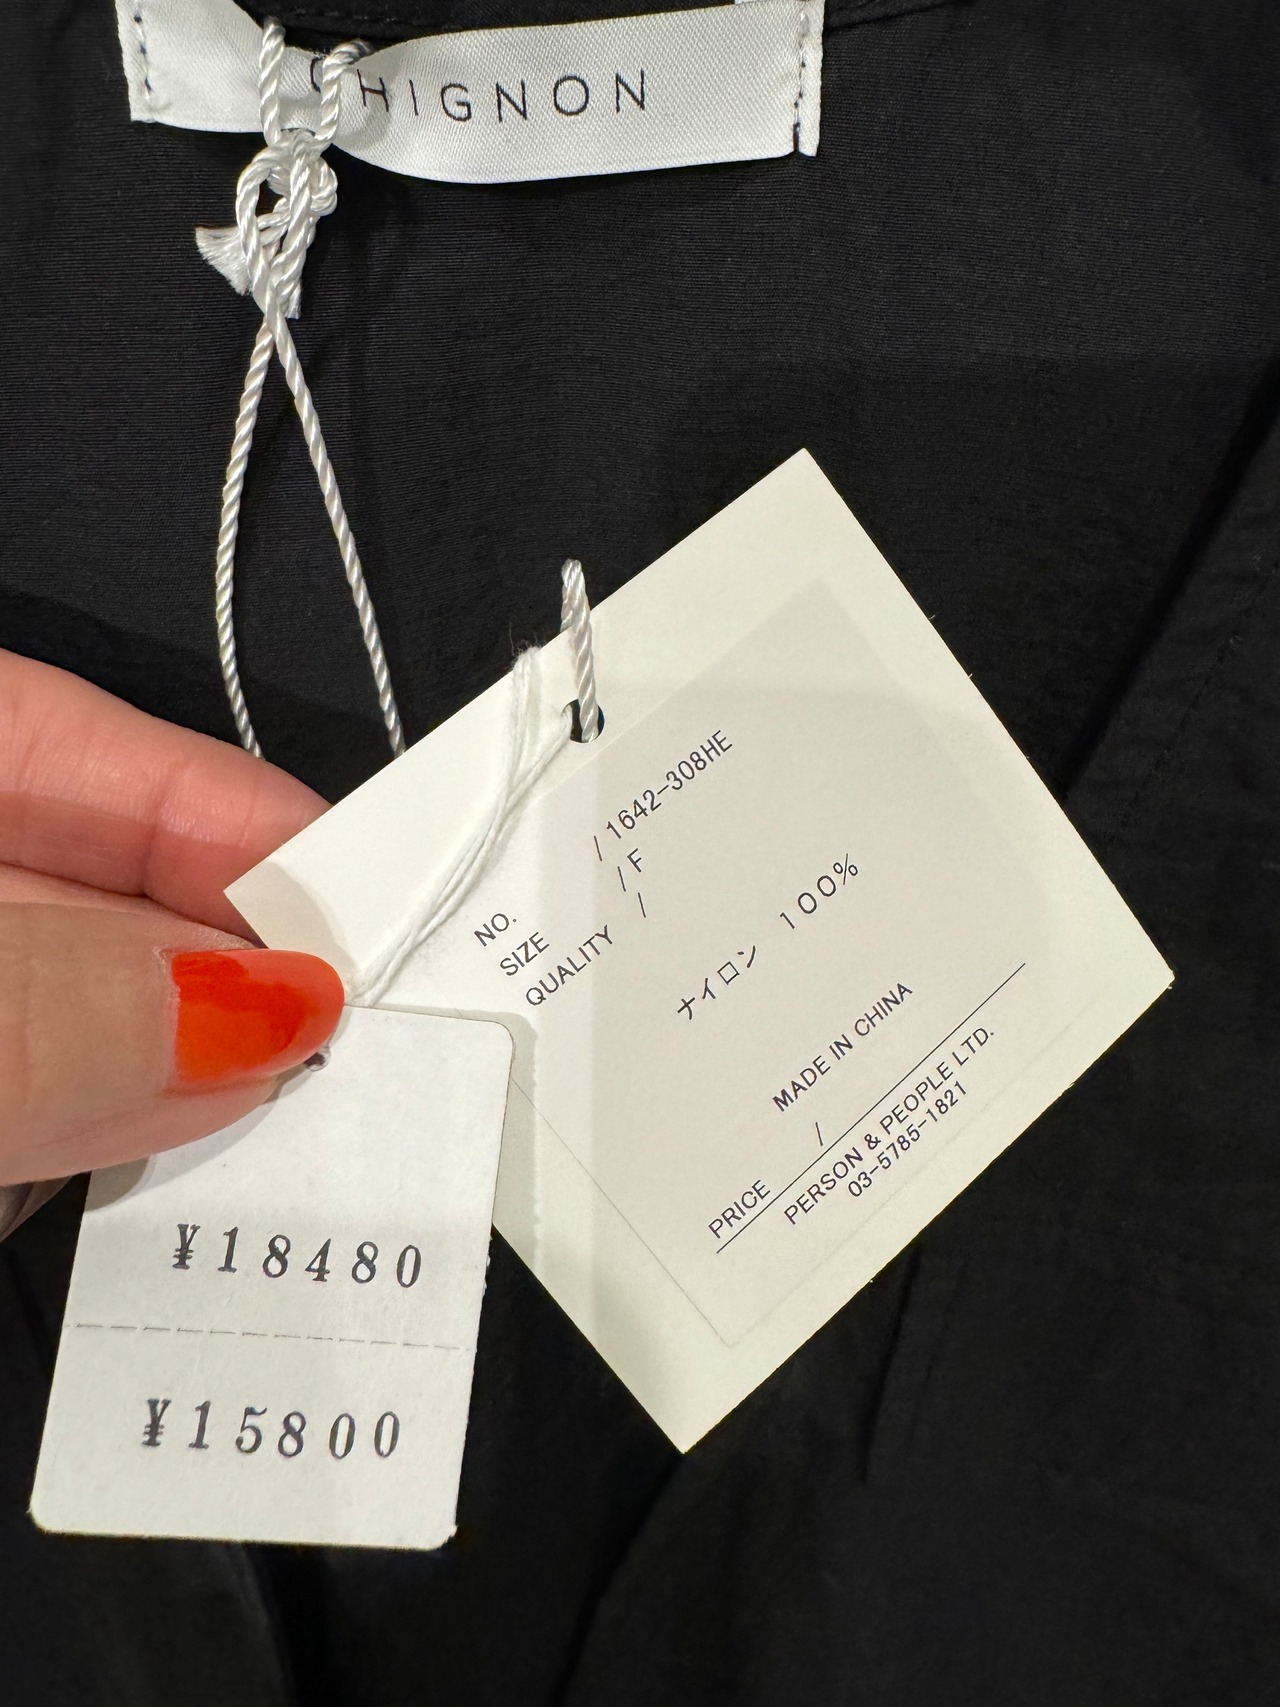 CHIGNON
NO. / 1642-308HE
SIZE / F
QUALITY /
ナイロン 100%
MADE IN CHINA
PRICE /
PERSON & PEOPLE LTD.
03-5785-1821
¥18480
¥15800